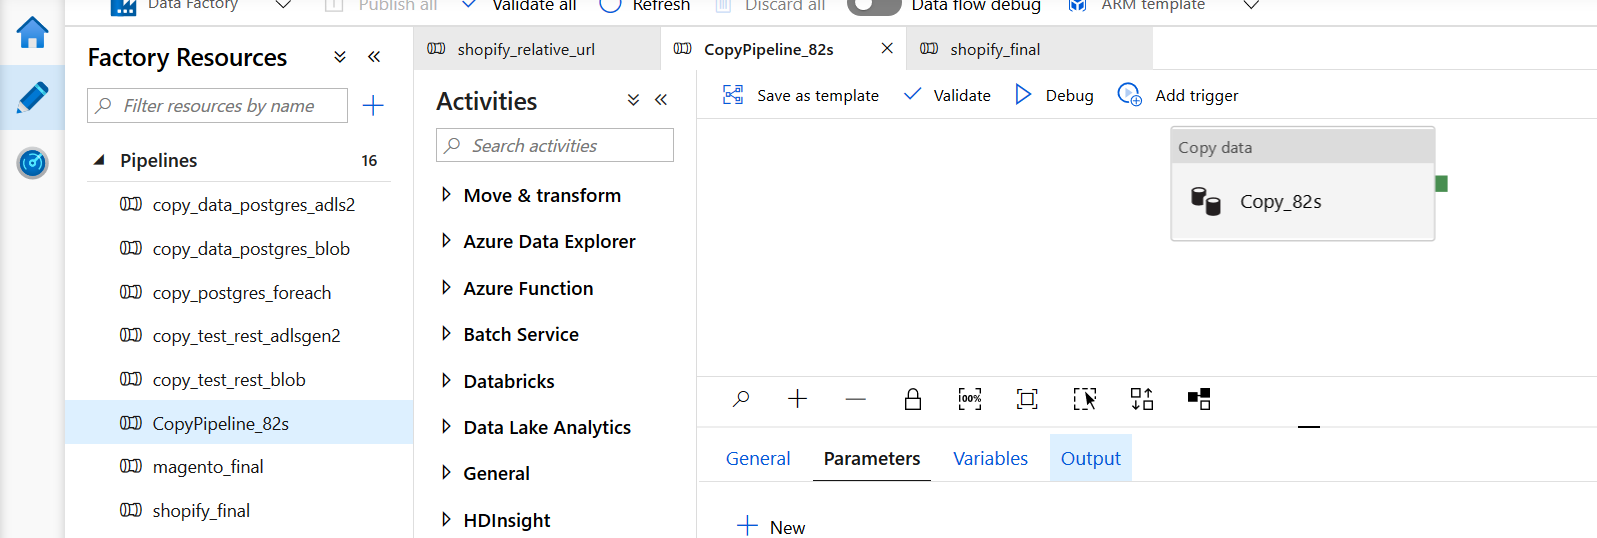 Data Factory
Publish all
Validate all
Refresh
Discard all
Data flow debug
ARM template
Factory Resources
Filter resources by name
Pipelines 16
copy_data_postgres_adls2
copy_data_postgres_blob
copy_postgres_foreach
copy_test_rest_adlsgen2
copy_test_rest_blob
CopyPipeline_82s
magento_final
shopify_final
shopify_relative_url
CopyPipeline_82s
shopify_final
Activities
Search activities
Move & transform
Azure Data Explorer
Azure Function
Batch Service
Databricks
Data Lake Analytics
General
HDInsight
Save as template
Validate
Debug
Add trigger
Copy data
Copy_82s
100%
General
Parameters
Variables
Output
New